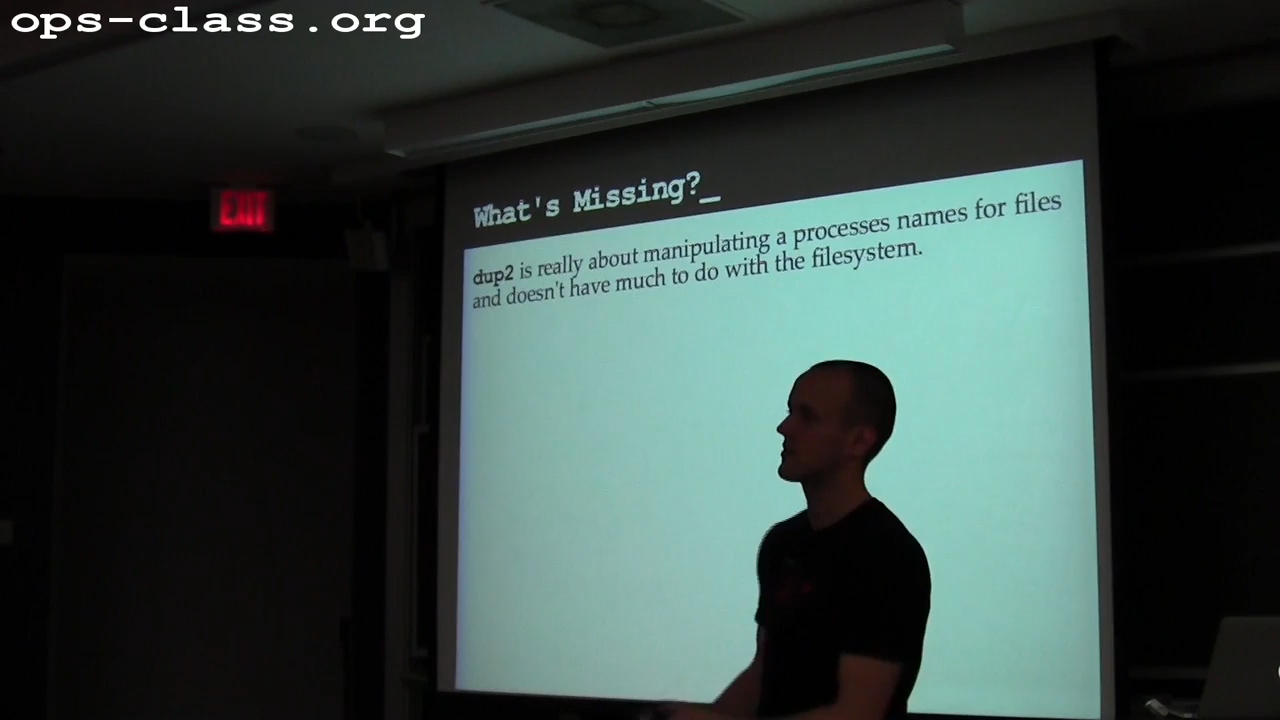 ops-class.org
EXIT
What's Missing?_
dup2 is really about manipulating a processes names for files
and doesn't have much to do with the filesystem.